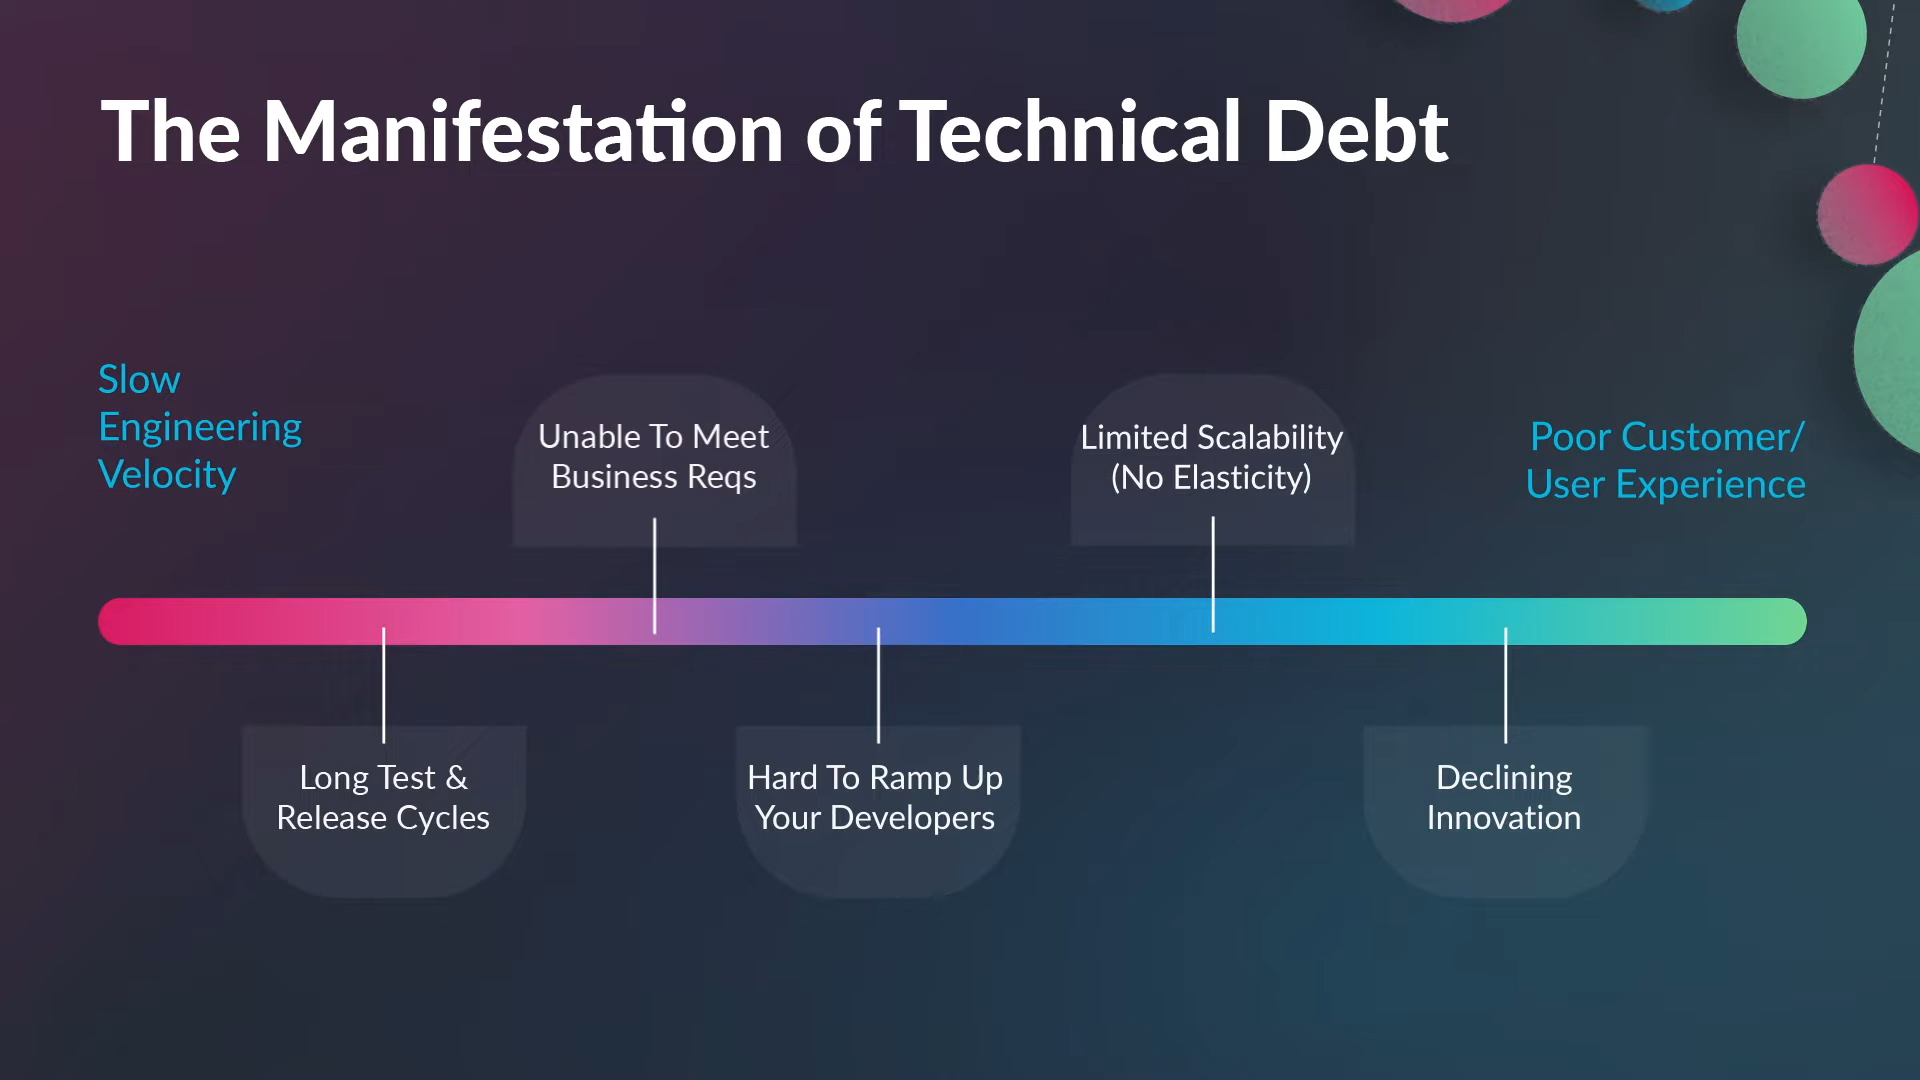 The Manifestation of Technical Debt
Slow
Engineering
Velocity
Unable To Meet
Business Reqs
Limited Scalability
(No Elasticity)
Poor Customer/
User Experience
Long Test &
Release Cycles
Hard To Ramp Up
Your Developers
Declining
Innovation